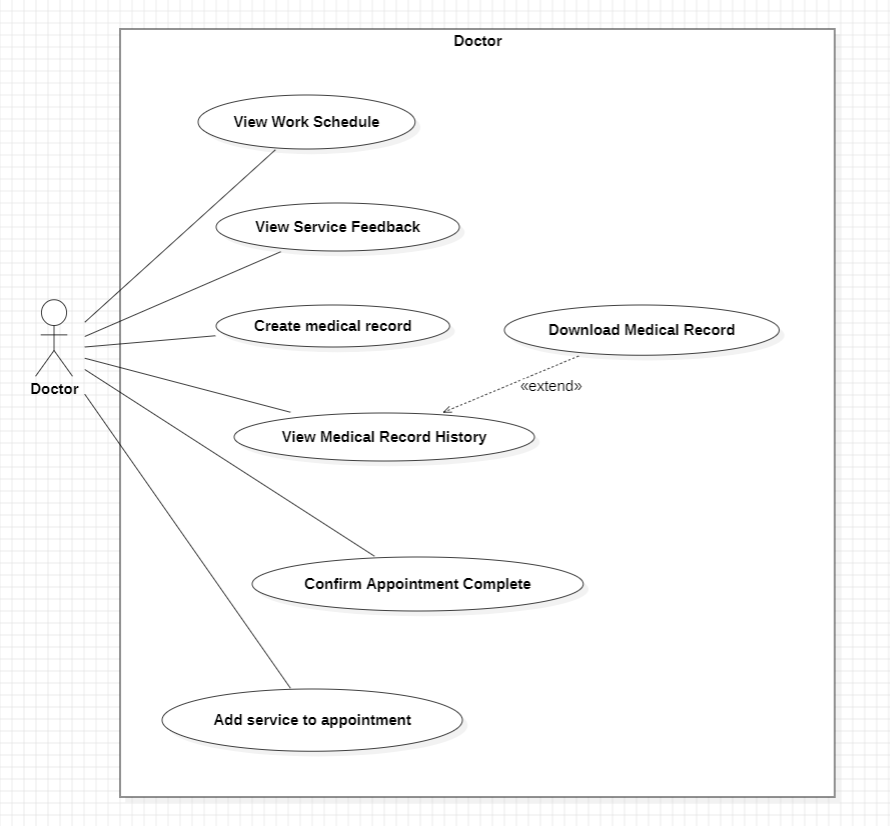 Doctor
View Work Schedule
View Service Feedback
Create medical record
Download Medical Record
Doctor
«extend»
View Medical Record History
Confirm Appointment Complete
Add service to appointment